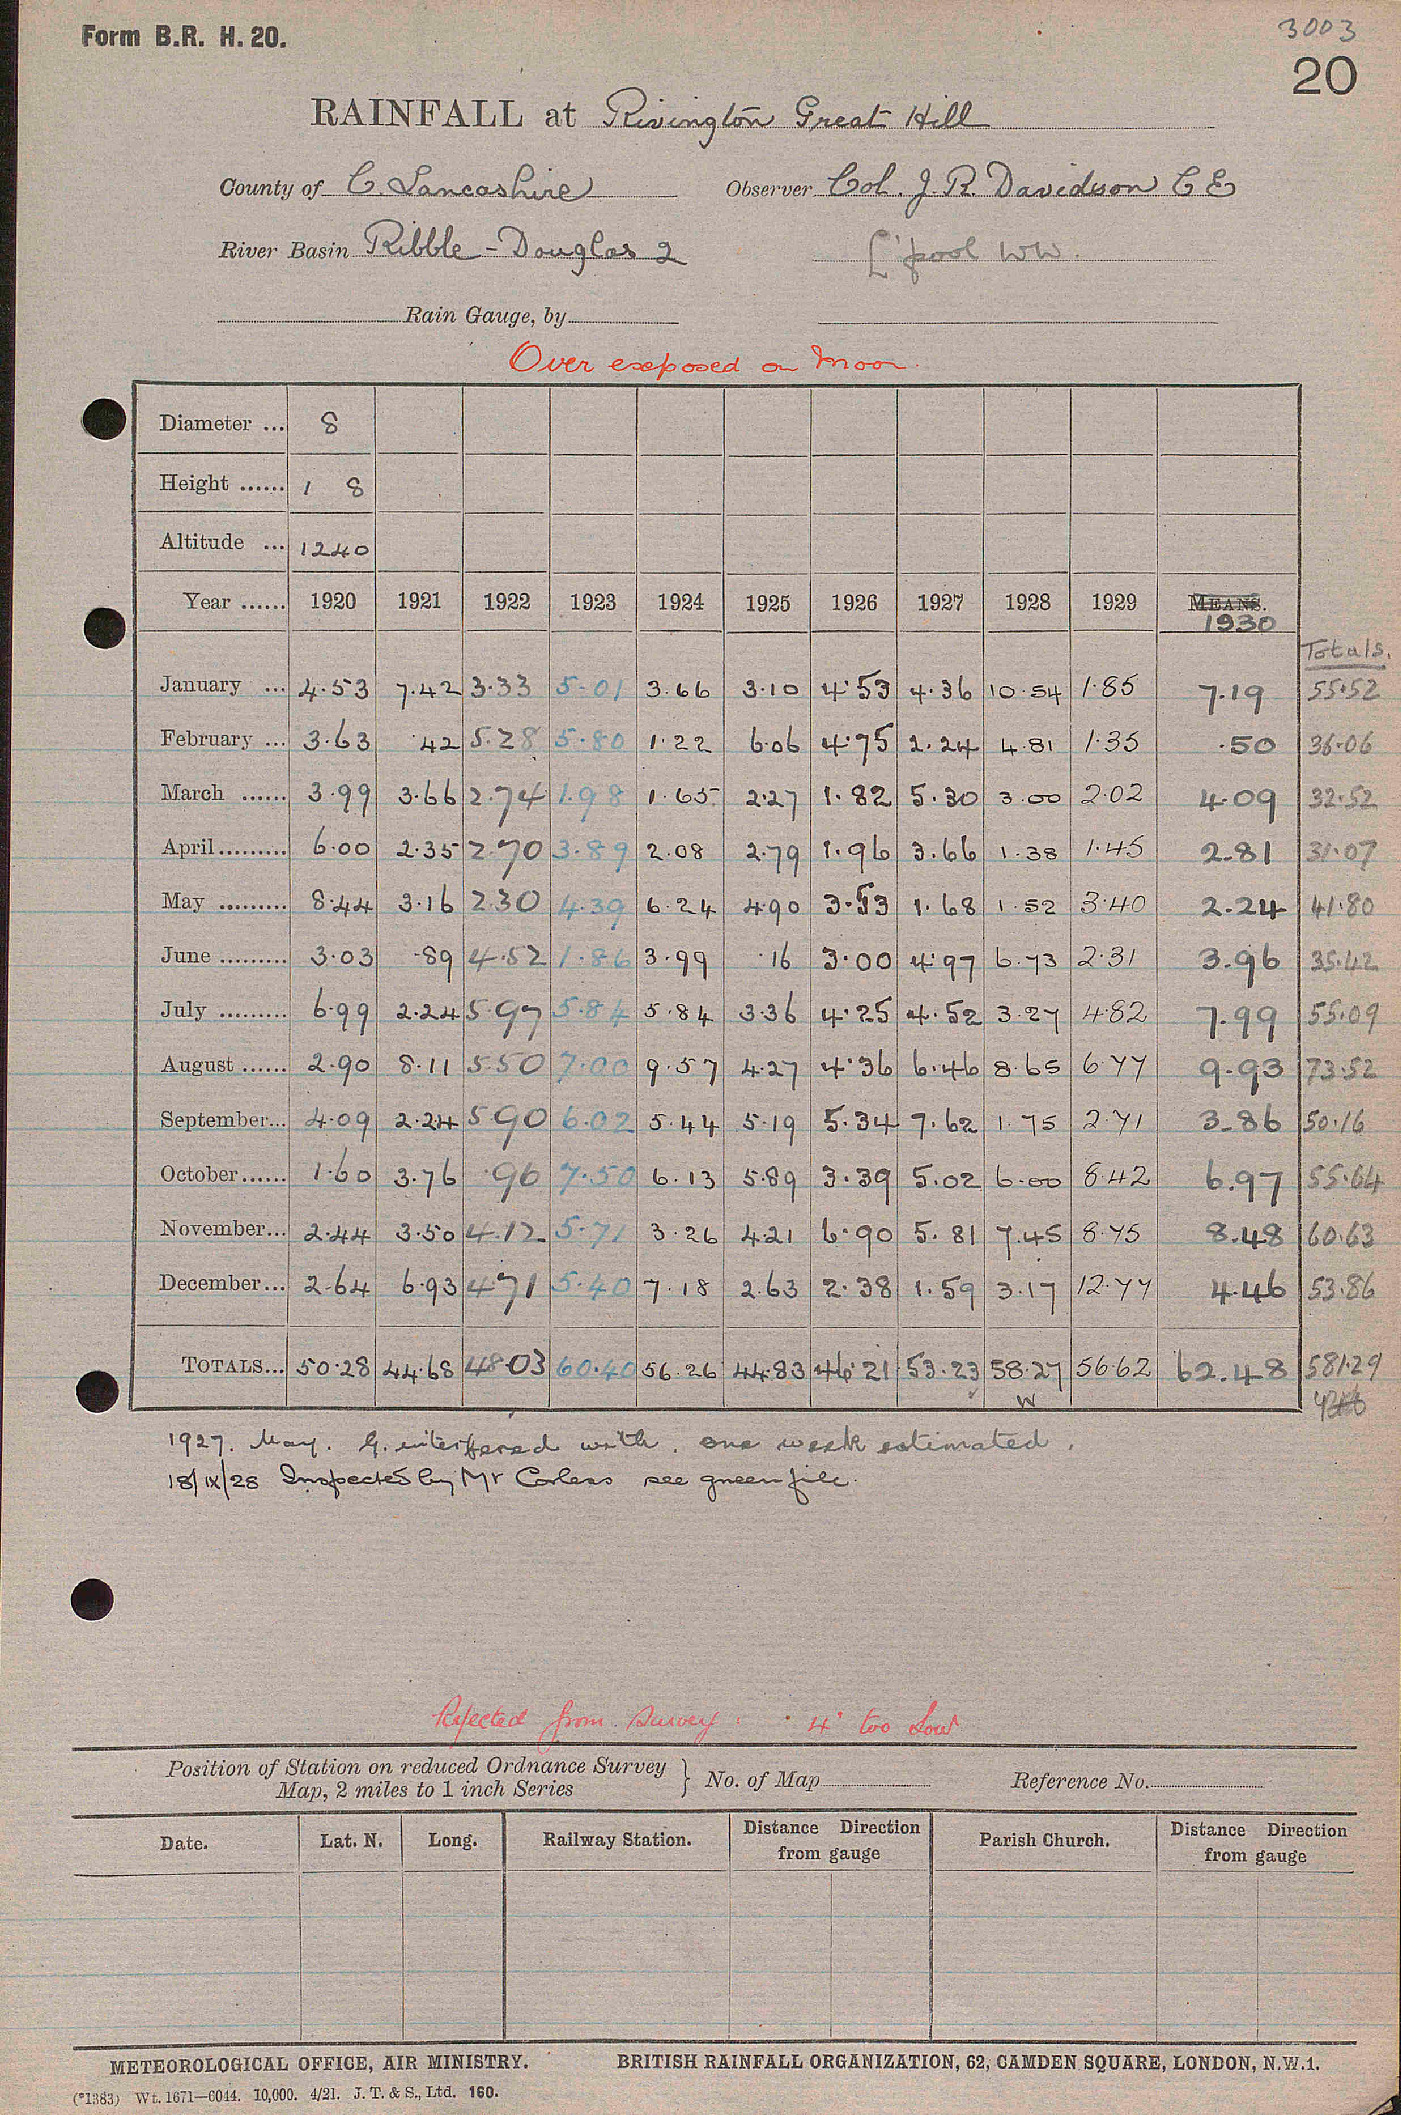 Form B.R. H. 20.
3003
20
RAINFALL at Rivington Great Hill
County of C. Lancashire Observer Col. J. R. Davidson C E
River Basin Ribble - Douglas 2 L'pool WW.
Rain Gauge, by
Over exposed on Moor.
Diameter ... 8
Height ...... 1 8
Altitude ... 1240
Year ...... 1920 1921 1922 1923 1924 1925 1926 1927 1928 1929 MEANS.
1930
Totals.
January ... 4.53 7.42 3.33 5.01 3.66 3.10 4.53 4.36 10.54 1.85 7.19 55.52
February ... 3.63 .42 5.28 5.80 1.22 6.06 4.75 2.24 4.81 1.35 .50 36.06
March ...... 3.99 3.66 2.74 1.98 1.65 2.27 1.82 5.30 3.00 2.02 4.09 32.52
April ......... 6.00 2.35 2.70 3.89 2.08 2.79 1.96 3.66 1.38 1.45 2.81 31.07
May ......... 8.44 3.16 2.30 4.39 6.24 4.90 3.53 1.68 1.52 3.40 2.24 41.80
June ......... 3.03 .89 4.52 1.86 3.99 .16 3.00 4.97 6.73 2.31 3.96 35.42
July ......... 6.99 2.24 5.97 5.84 5.84 3.36 4.25 4.52 3.27 4.82 7.99 55.09
August ...... 2.90 8.11 5.50 7.00 9.57 4.27 4.36 6.46 8.65 6.77 9.93 73.52
September... 4.09 2.24 5.90 6.02 5.44 5.19 5.34 7.62 1.75 2.71 3.86 50.16
October...... 1.60 3.76 .96 7.50 6.13 5.89 3.39 5.02 6.00 8.42 6.97 55.64
November... 2.44 3.50 4.12 5.71 3.26 4.21 6.90 5.81 7.45 8.75 8.48 60.63
December... 2.64 6.93 4.71 5.40 7.18 2.63 2.38 1.59 3.17 12.77 4.46 53.86
TOTALS... 50.28 44.68 48.03 60.40 56.26 44.83 46.21 53.23 58.27 56.62 62.48 581.29
W
1927. May. G. interfered with. one week estimated.
18/IX/28 Inspected by Mr Corless see green file.
Rejected from Survey: 4" too Low
Position of Station on reduced Ordnance Survey
Map, 2 miles to 1 inch Series } No. of Map Reference No.
Date. Lat. N. Long. Railway Station. Distance Direction from gauge Parish Church. Distance Direction from gauge
METEOROLOGICAL OFFICE, AIR MINISTRY. BRITISH RAINFALL ORGANIZATION, 62, CAMDEN SQUARE, LONDON, N.W.1.
(*1383) Wt. 1671—6044. 10,000. 4/21. J. T. & S., Ltd. 160.